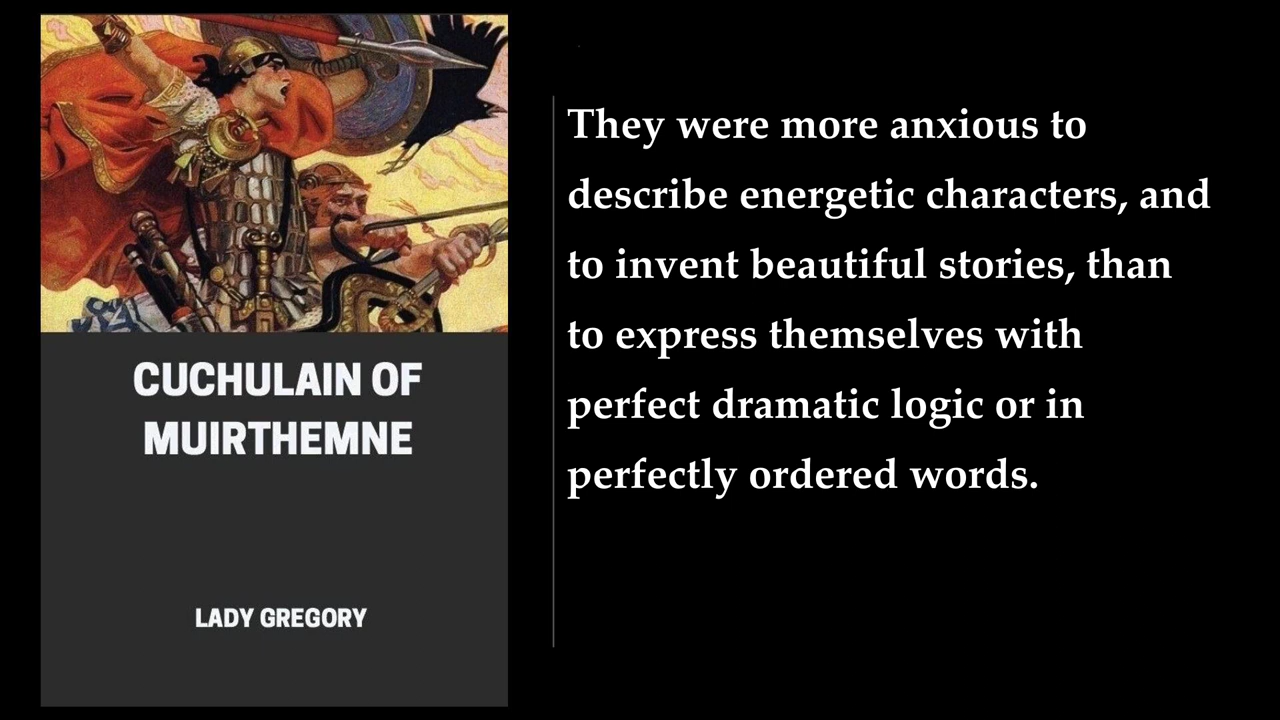 CUCHULAIN OF
MUIRTHEMNE
LADY GREGORY
They were more anxious to
describe energetic characters, and
to invent beautiful stories, than
to express themselves with
perfect dramatic logic or in
perfectly ordered words.